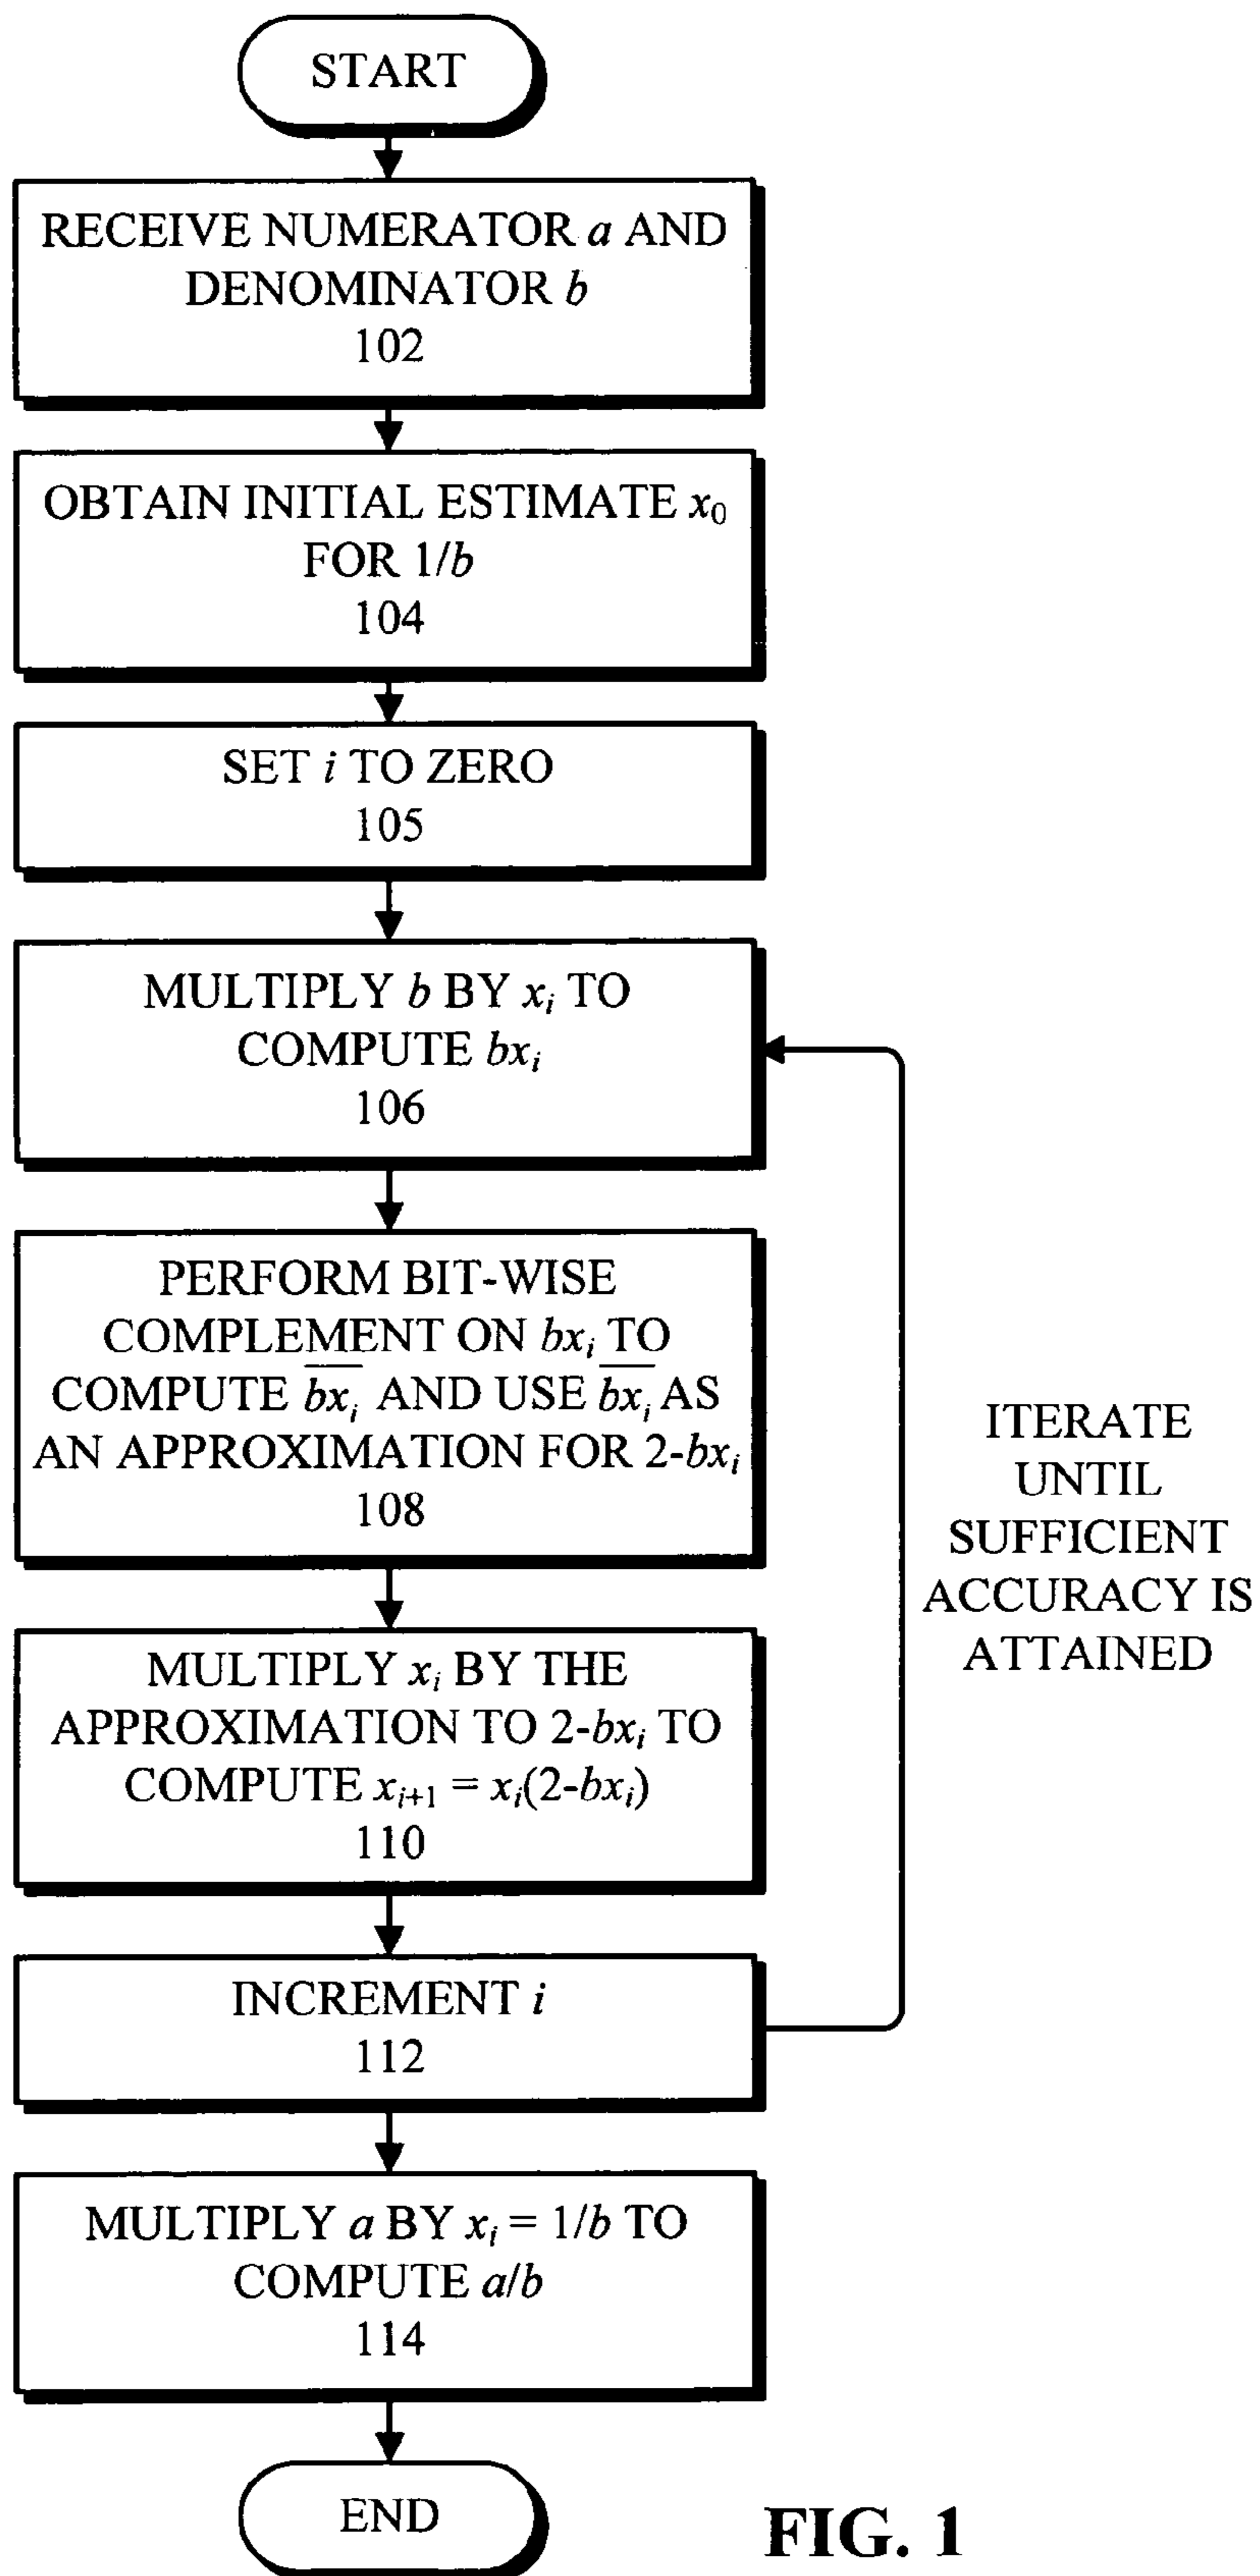 START
RECEIVE NUMERATOR a AND
DENOMINATOR b
102
OBTAIN INITIAL ESTIMATE x₀
FOR 1/b
104
SET i TO ZERO
105
MULTIPLY b BY xᵢ TO
COMPUTE bxᵢ
106
PERFORM BIT-WISE
COMPLEMENT ON bxᵢ TO
COMPUTE b̅x̅ᵢ̅ AND USE b̅x̅ᵢ̅ AS
AN APPROXIMATION FOR 2-bxᵢ
108
MULTIPLY xᵢ BY THE
APPROXIMATION TO 2-bxᵢ TO
COMPUTE xᵢ₊₁ = xᵢ(2-bxᵢ)
110
INCREMENT i
112
ITERATE
UNTIL
SUFFICIENT
ACCURACY IS
ATTAINED
MULTIPLY a BY xᵢ = 1/b TO
COMPUTE a/b
114
END
FIG. 1